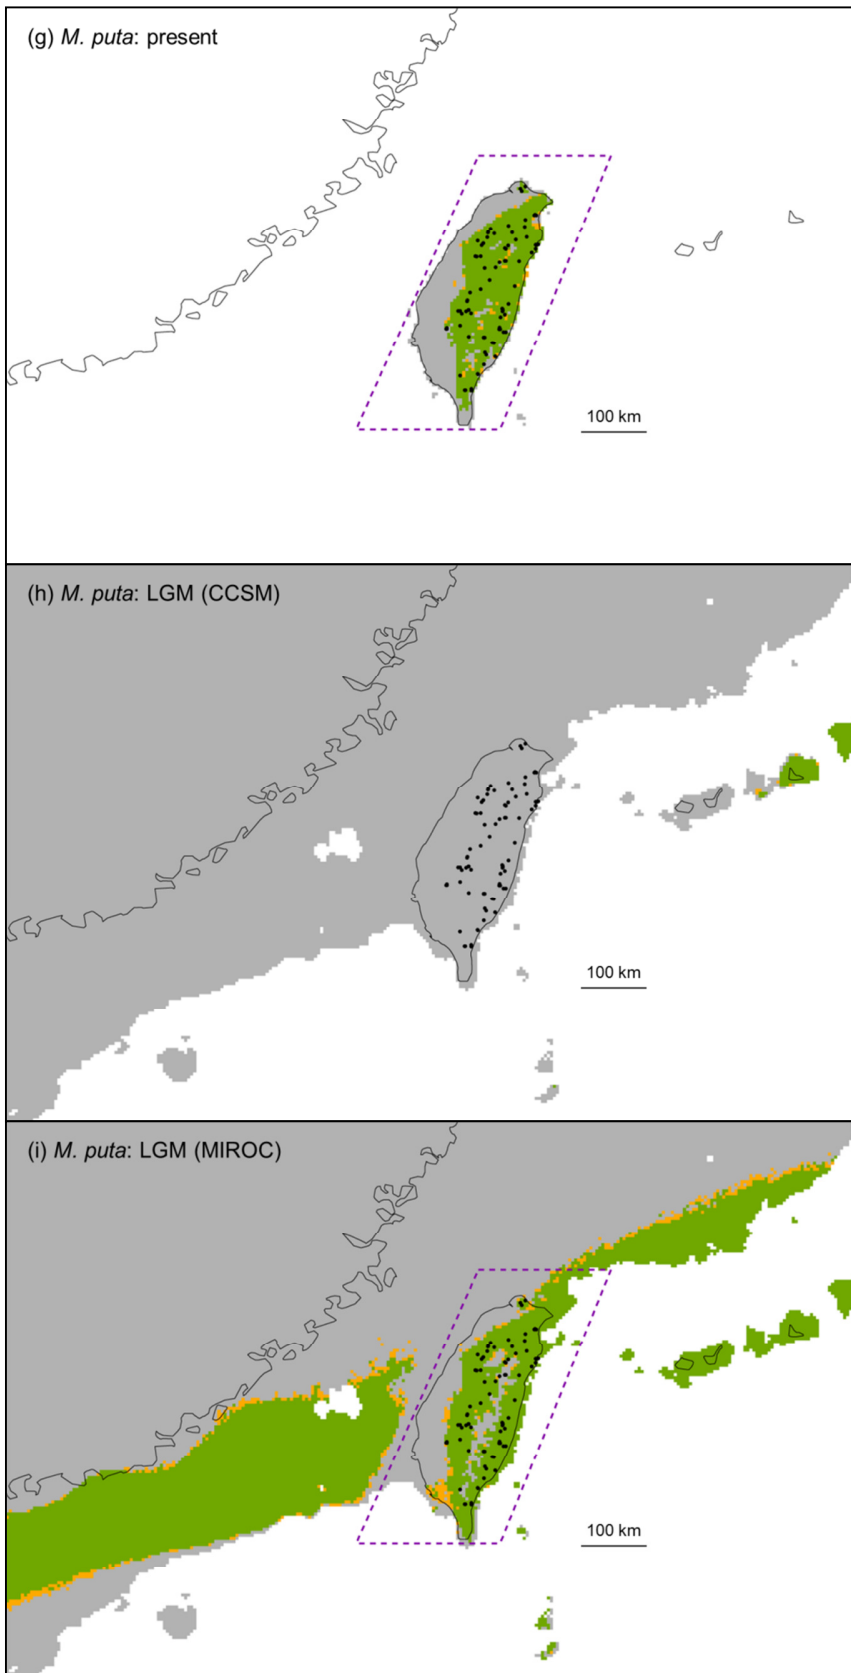 (g) M. puta: present
100 km
(h) M. puta: LGM (CCSM)
100 km
(i) M. puta: LGM (MIROC)
100 km